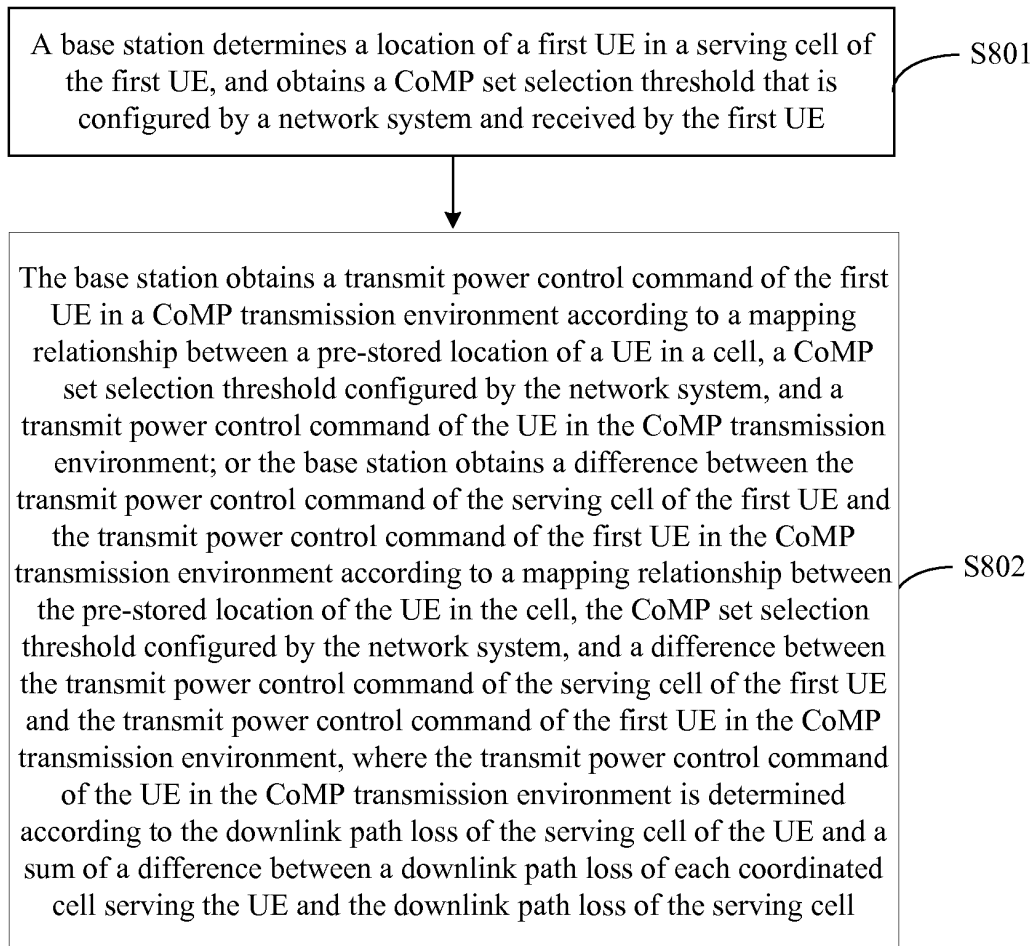 A base station determines a location of a first UE in a serving cell of
the first UE, and obtains a CoMP set selection threshold that is
configured by a network system and received by the first UE
S801
The base station obtains a transmit power control command of the first
UE in a CoMP transmission environment according to a mapping
relationship between a pre-stored location of a UE in a cell, a CoMP
set selection threshold configured by the network system, and a
transmit power control command of the UE in the CoMP transmission
environment; or the base station obtains a difference between the
transmit power control command of the serving cell of the first UE and
the transmit power control command of the first UE in the CoMP
transmission environment according to a mapping relationship between
the pre-stored location of the UE in the cell, the CoMP set selection
threshold configured by the network system, and a difference between
the transmit power control command of the serving cell of the first UE
and the transmit power control command of the first UE in the CoMP
transmission environment, where the transmit power control command
of the UE in the CoMP transmission environment is determined
according to the downlink path loss of the serving cell of the UE and a
sum of a difference between a downlink path loss of each coordinated
cell serving the UE and the downlink path loss of the serving cell
S802